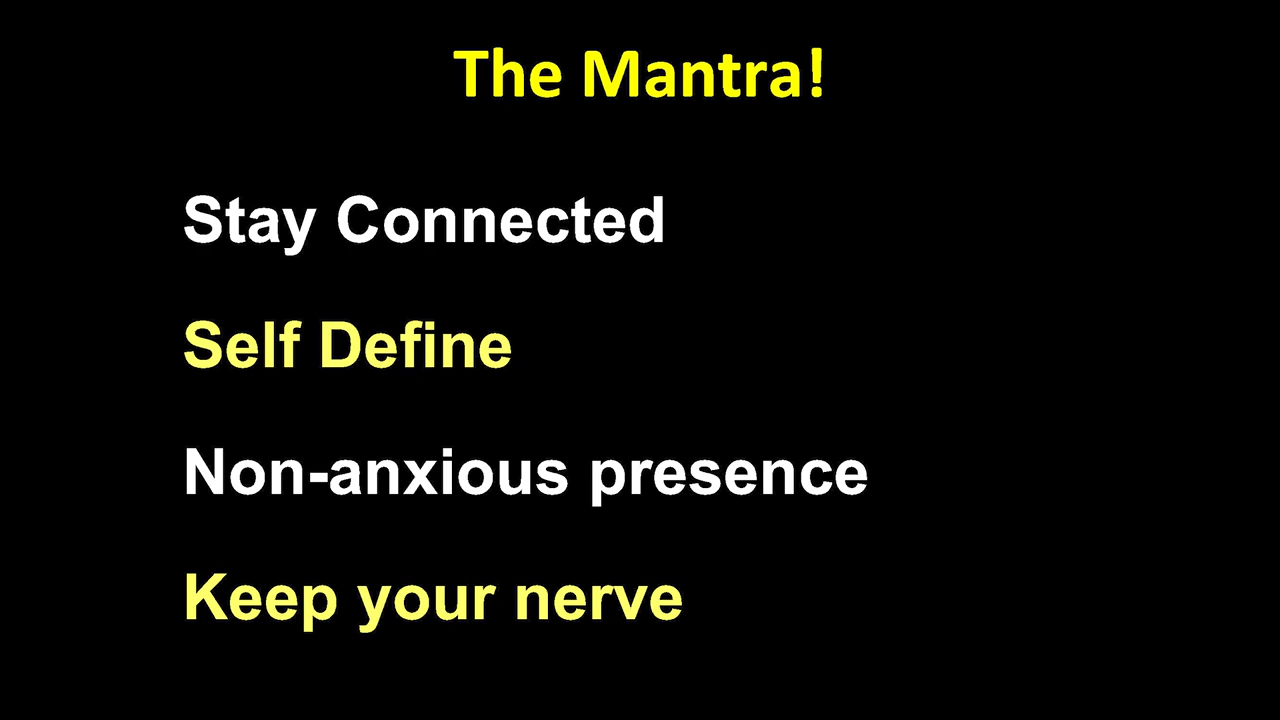 The Mantra!
Stay Connected
Self Define
Non-anxious presence
Keep your nerve